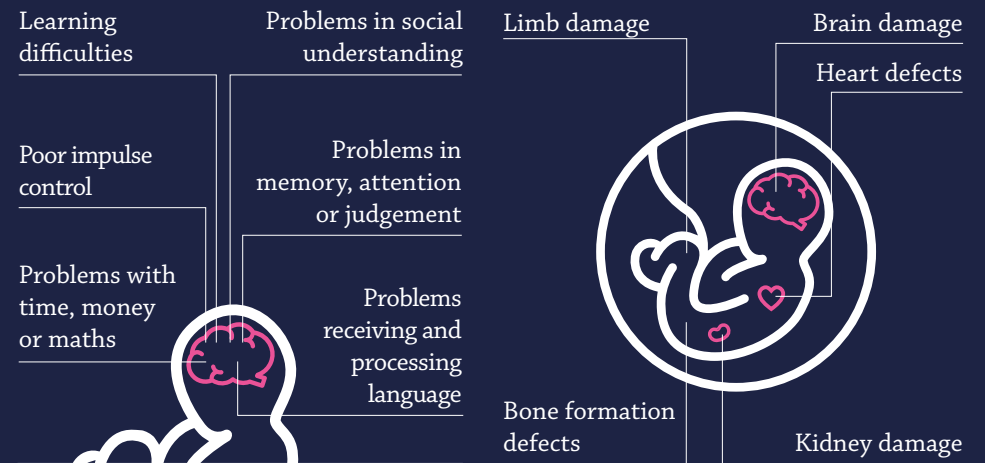 Learning
difficulties
Problems in social
understanding
Poor impulse
control
Problems in
memory, attention
or judgement
Problems with
time, money
or maths
Problems
receiving and
processing
language
Limb damage
Brain damage
Heart defects
Bone formation
defects
Kidney damage